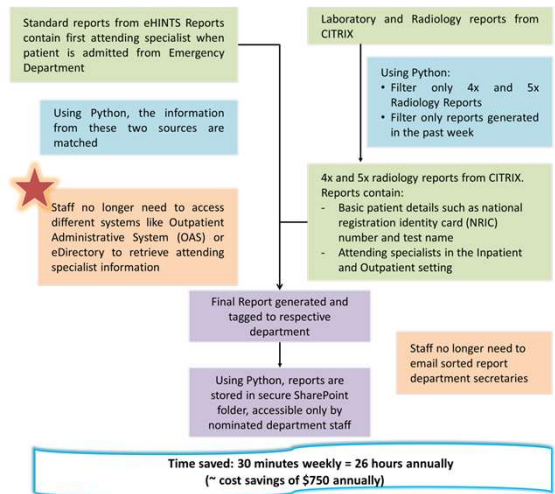 Standard reports from eHINTS Reports
contain first attending specialist when
patient is admitted from Emergency
Department
Laboratory and Radiology reports from
CITRIX
Using Python:
• Filter only 4x and 5x
Radiology Reports
• Filter only reports generated
in the past week
Using Python, the information
from these two sources are
matched
4x and 5x radiology reports from CITRIX.
Reports contain:
- Basic patient details such as national
registration identity card (NRIC)
number and test name
- Attending specialists in the Inpatient
and Outpatient setting
Staff no longer need to access
different systems like Outpatient
Administrative System (OAS) or
eDirectory to retrieve attending
specialist information
Final Report generated and
tagged to respective
department
Staff no longer need to
email sorted report
department secretaries
Using Python, reports are
stored in secure SharePoint
folder, accessible only by
nominated department staff
Time saved: 30 minutes weekly = 26 hours annually
(~ cost savings of $750 annually)